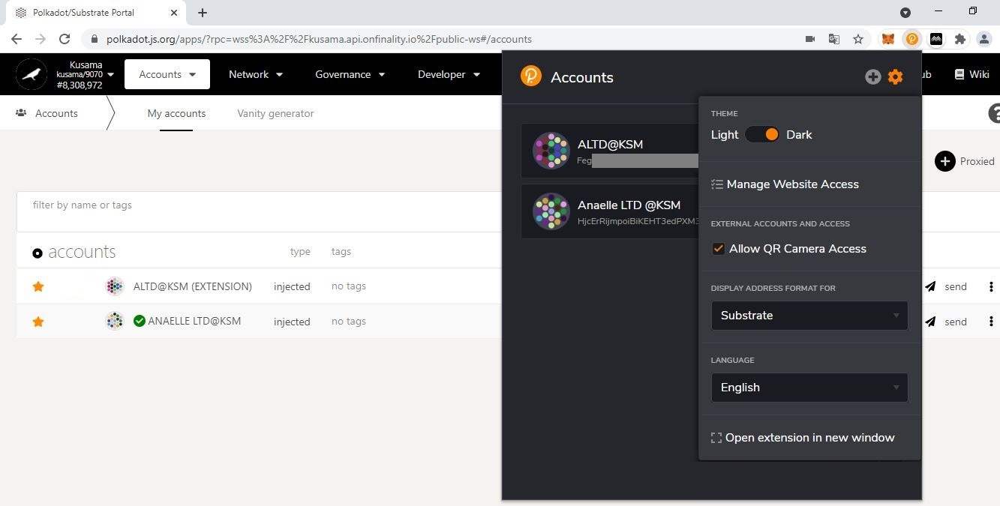 Polkadot/Substrate Portal
polkadot.js.org/apps/?rpc=wss%3A%2F%2Fkusama.api.onfinality.io%2Fpublic-ws#/accounts
Kusama
kusama/9070
#8,308,972
Accounts
Network
Governance
Developer
ub
Wiki
Accounts
My accounts
Vanity generator
Proxied
filter by name or tags
accounts
type
tags
ALTD@KSM (EXTENSION)
injected
no tags
send
ANAELLE LTD@KSM
injected
no tags
send
Accounts
ALTD@KSM
Feg
Anaelle LTD @KSM
HjcErRijmpoiBiKEHT3edPXM3
THEME
Light
Dark
Manage Website Access
EXTERNAL ACCOUNTS AND ACCESS
Allow QR Camera Access
DISPLAY ADDRESS FORMAT FOR
Substrate
LANGUAGE
English
Open extension in new window